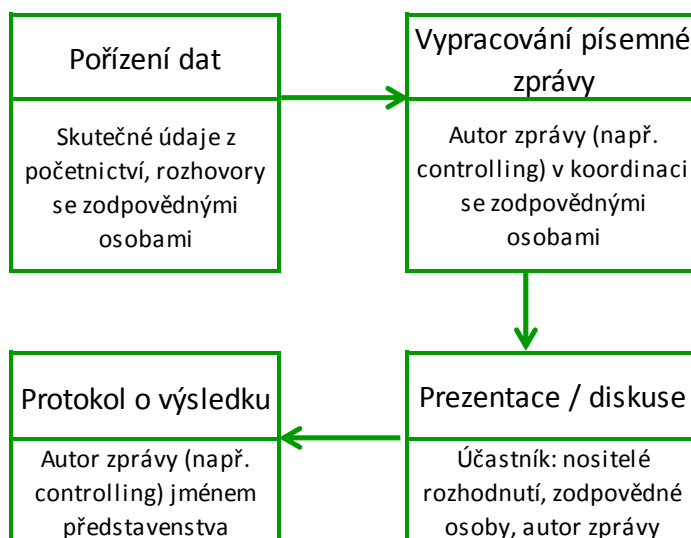 Pořízení dat
Skutečné údaje z
početnictví, rozhovory
se zodpovědnými
osobami
Vypracování písemné
zprávy
Autor zprávy (např.
controlling) v koordinaci
se zodpovědnými
osobami
Prezentace / diskuse
Účastník: nositelé
rozhodnutí, zodpovědné
osoby, autor zprávy
Protokol o výsledku
Autor zprávy (např.
controlling) jménem
představenstva